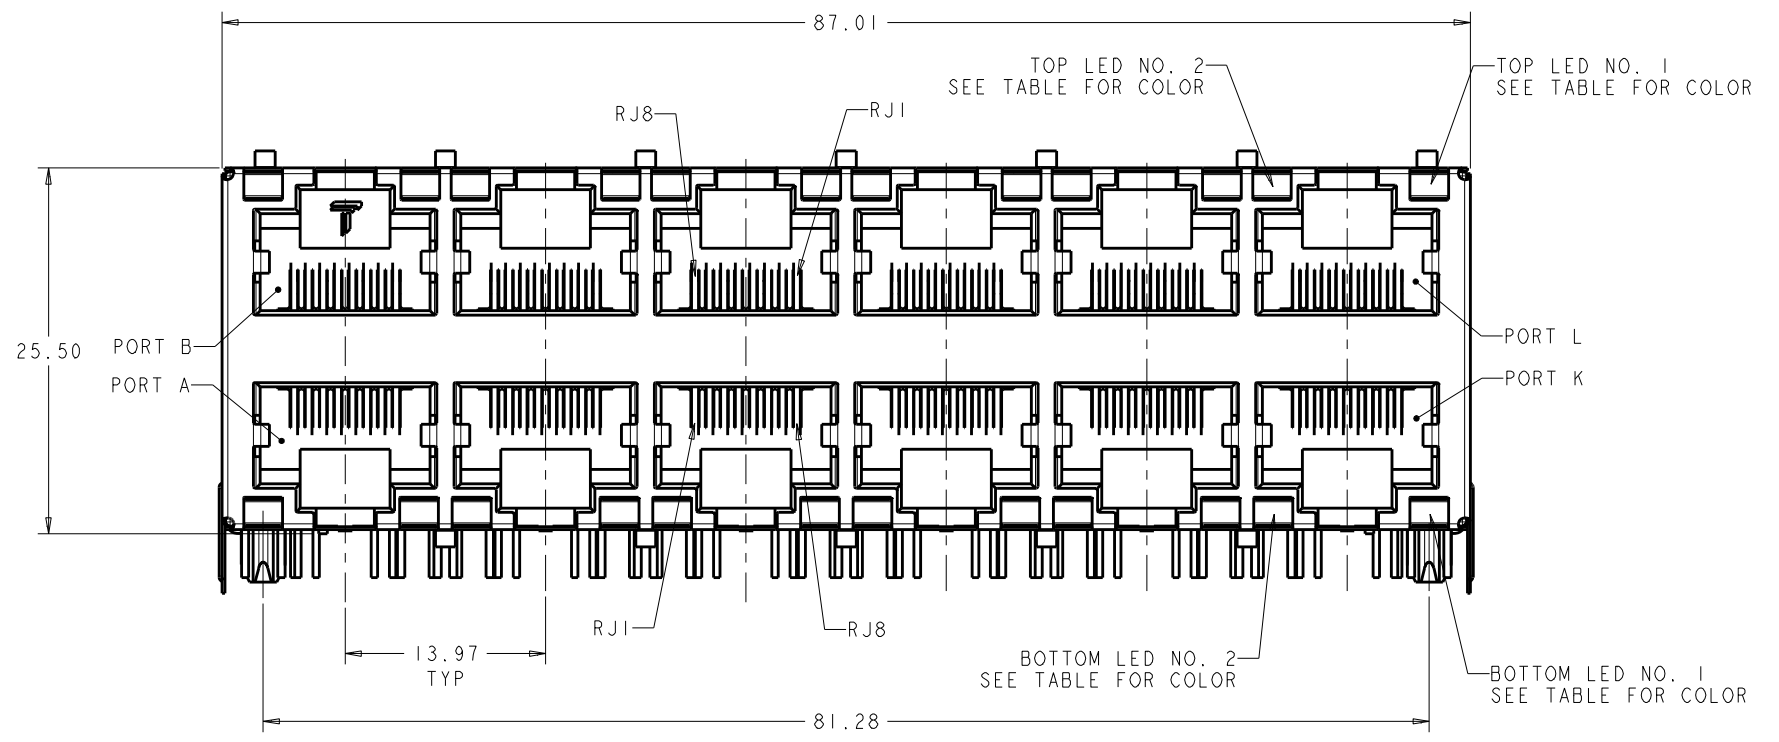 87.01
TOP LED NO. 2
SEE TABLE FOR COLOR
TOP LED NO. 1
SEE TABLE FOR COLOR
RJ8
RJ1
25.50
PORT B
PORT A
PORT L
PORT K
RJ1
RJ8
13.97
TYP
BOTTOM LED NO. 2
SEE TABLE FOR COLOR
BOTTOM LED NO. 1
SEE TABLE FOR COLOR
81.28